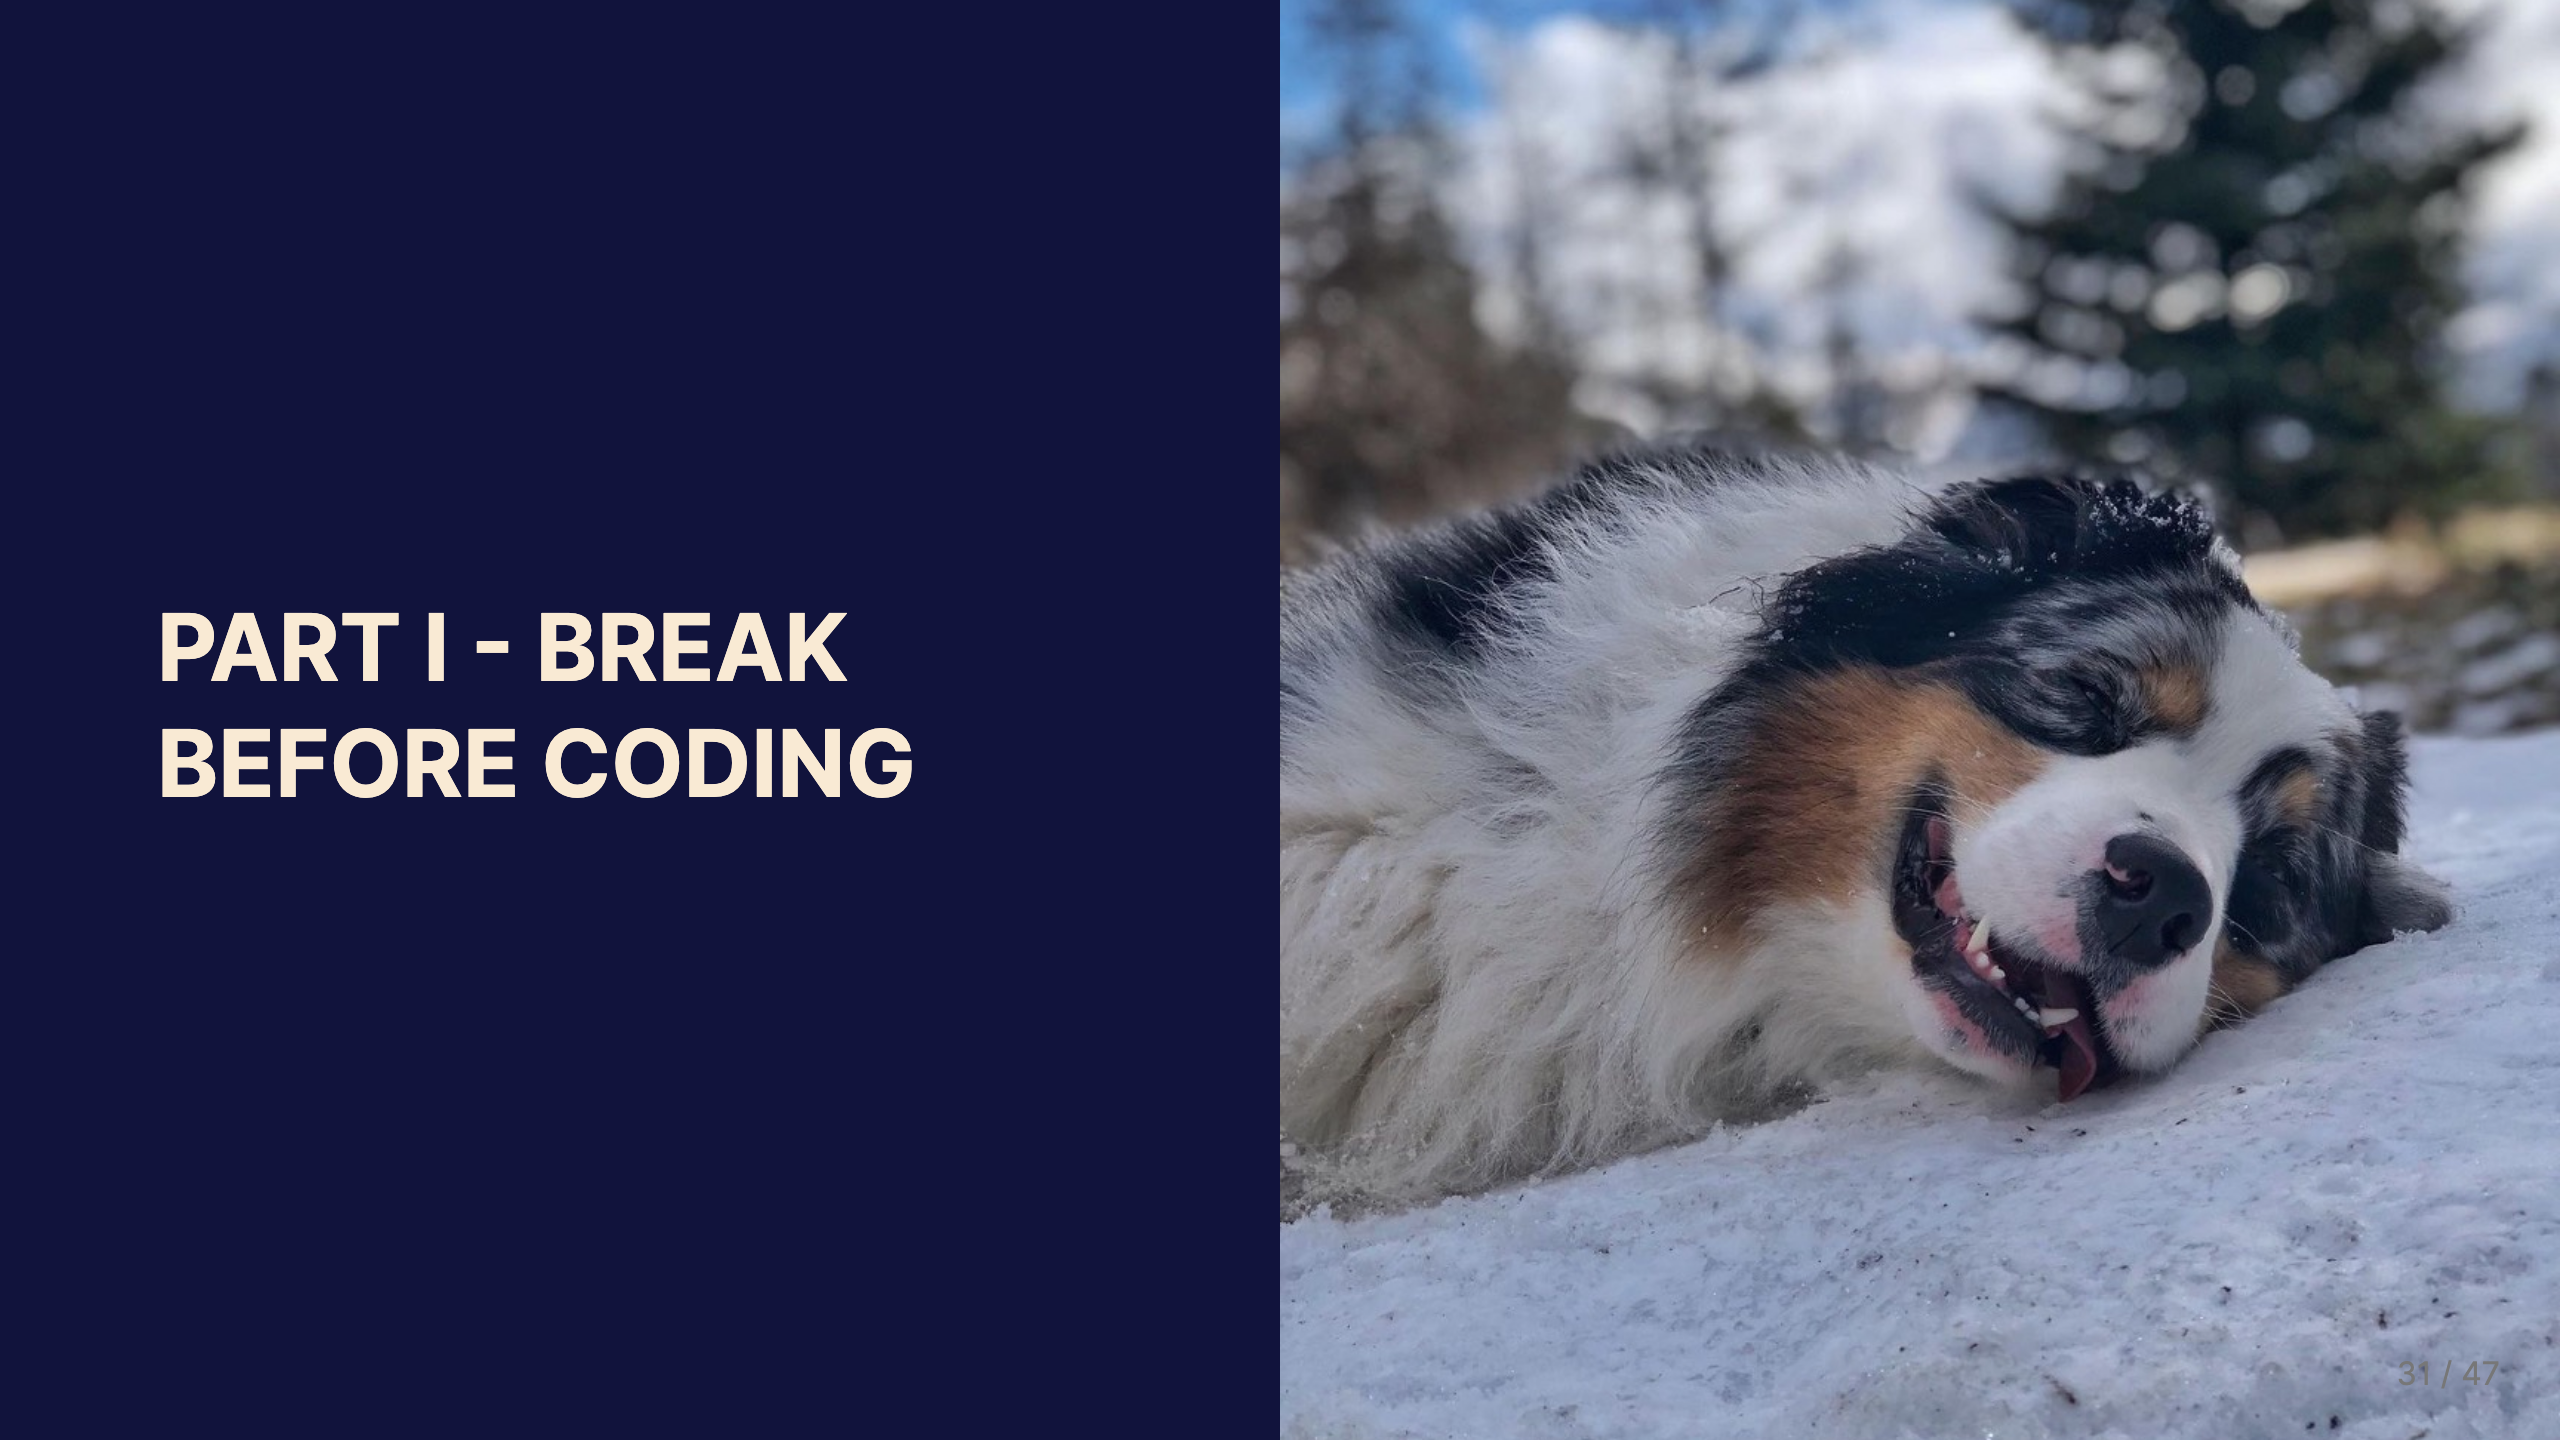 PART I - BREAK
BEFORE CODING
31 / 47